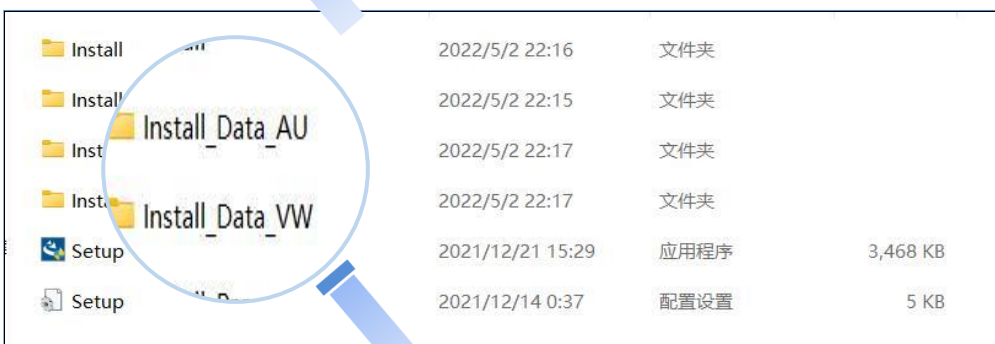 Install 2022/5/2 22:16 文件夹
Install 2022/5/2 22:15 文件夹
Install_Data_AU
Inst 2022/5/2 22:17 文件夹
Inst 2022/5/2 22:17 文件夹
Install_Data_VW
Setup 2021/12/21 15:29 应用程序 3,468 KB
Setup 2021/12/14 0:37 配置设置 5 KB